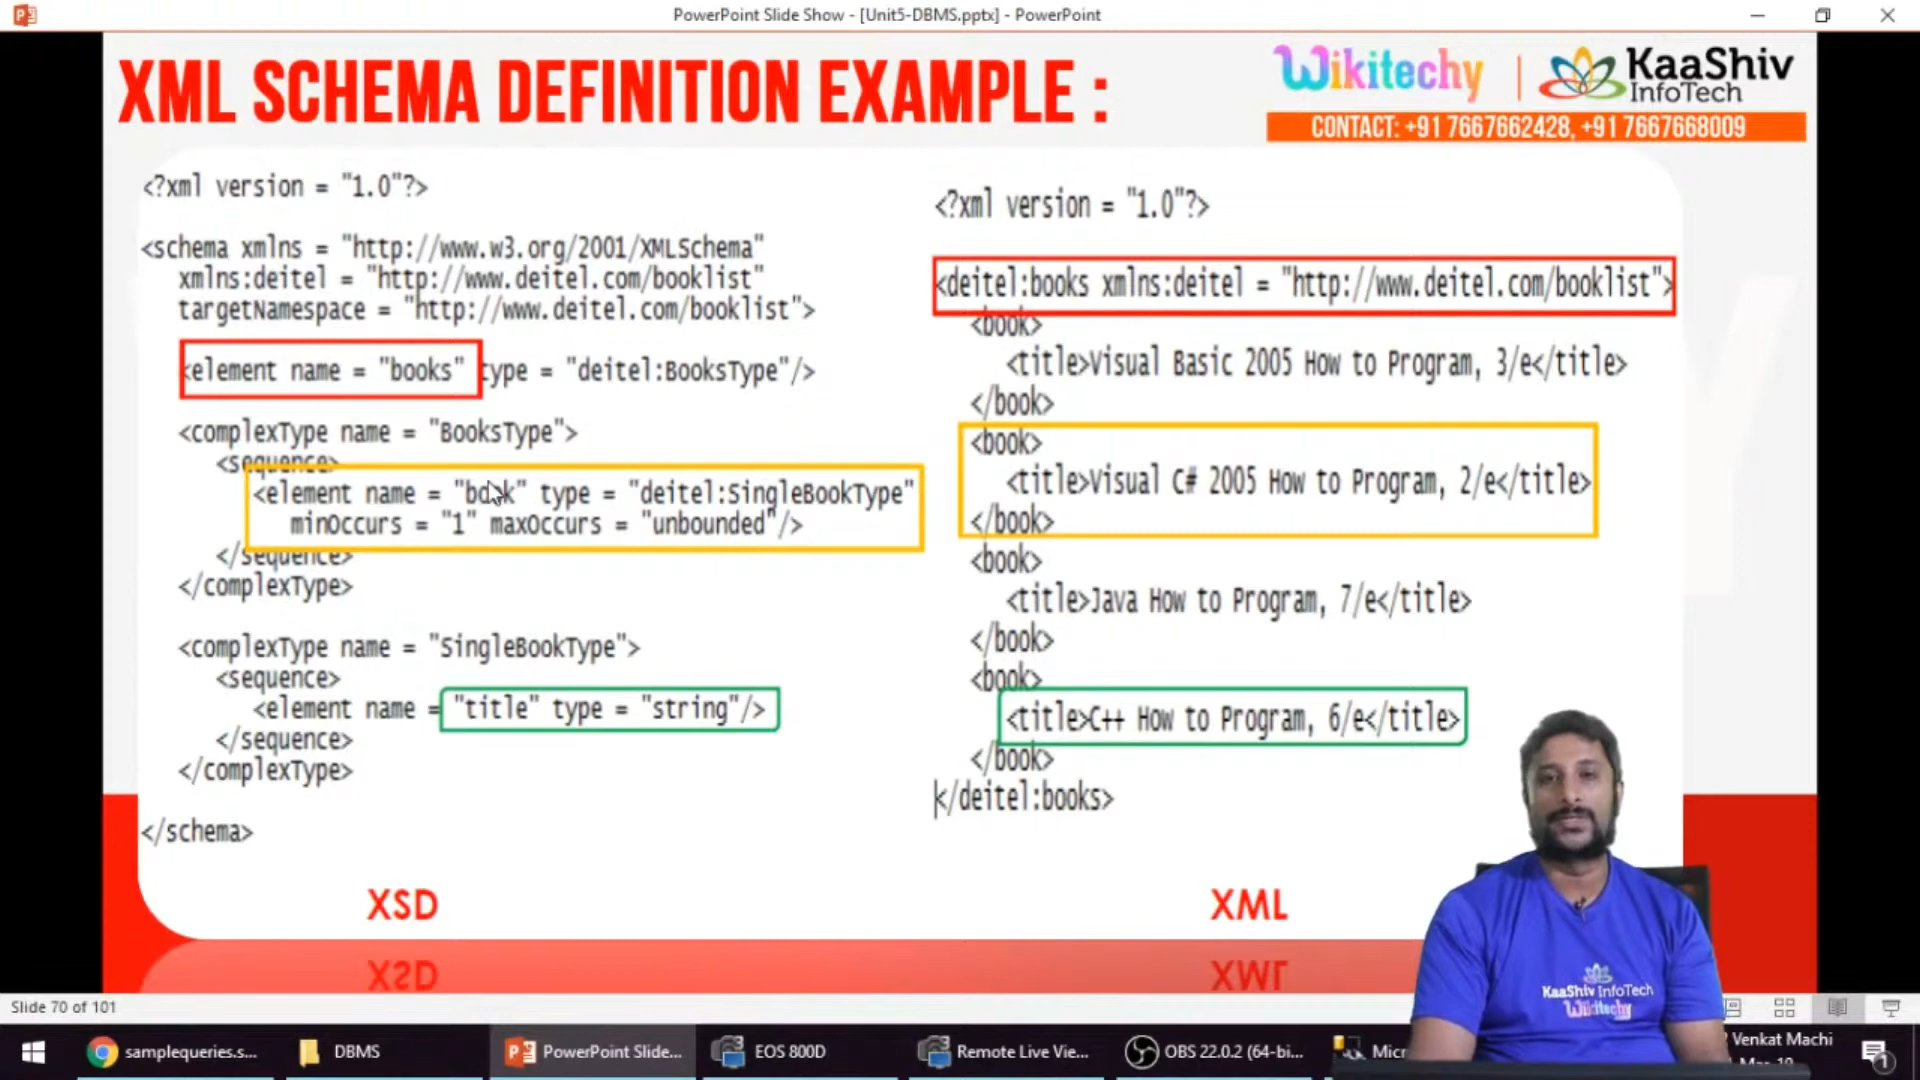 PowerPoint Slide Show - [Unit5-DBMS.pptx] - PowerPoint
XML SCHEMA DEFINITION EXAMPLE :
Wikitechy
KaaShiv
InfoTech
CONTACT: +91 7667662428, +91 7667668009
<?xml version = "1.0"?>
<schema xmlns = "http://www.w3.org/2001/XMLSchema"
xmlns:deitel = "http://www.deitel.com/booklist"
targetNamespace = "http://www.deitel.com/booklist">
<element name = "books" type = "deitel:BooksType"/>
<complexType name = "BooksType">
<sequence>
<element name = "book" type = "deitel:SingleBookType"
minOccurs = "1" maxOccurs = "unbounded"/>
</sequence>
</complexType>
<complexType name = "SingleBookType">
<sequence>
<element name = "title" type = "string"/>
</sequence>
</complexType>
</schema>
XSD
<?xml version = "1.0"?>
<deitel:books xmlns:deitel = "http://www.deitel.com/booklist">
<book>
<title>Visual Basic 2005 How to Program, 3/e</title>
</book>
<book>
<title>Visual C# 2005 How to Program, 2/e</title>
</book>
<book>
<title>Java How to Program, 7/e</title>
</book>
<book>
<title>C++ How to Program, 6/e</title>
</book>
</deitel:books>
XML
KaaShiv InfoTech
Wikitechy
Slide 70 of 101
samplequeries.s...
DBMS
PowerPoint Slide...
EOS 800D
Remote Live Vie...
OBS 22.0.2 (64-bi...
Micr
Venkat Machi
1